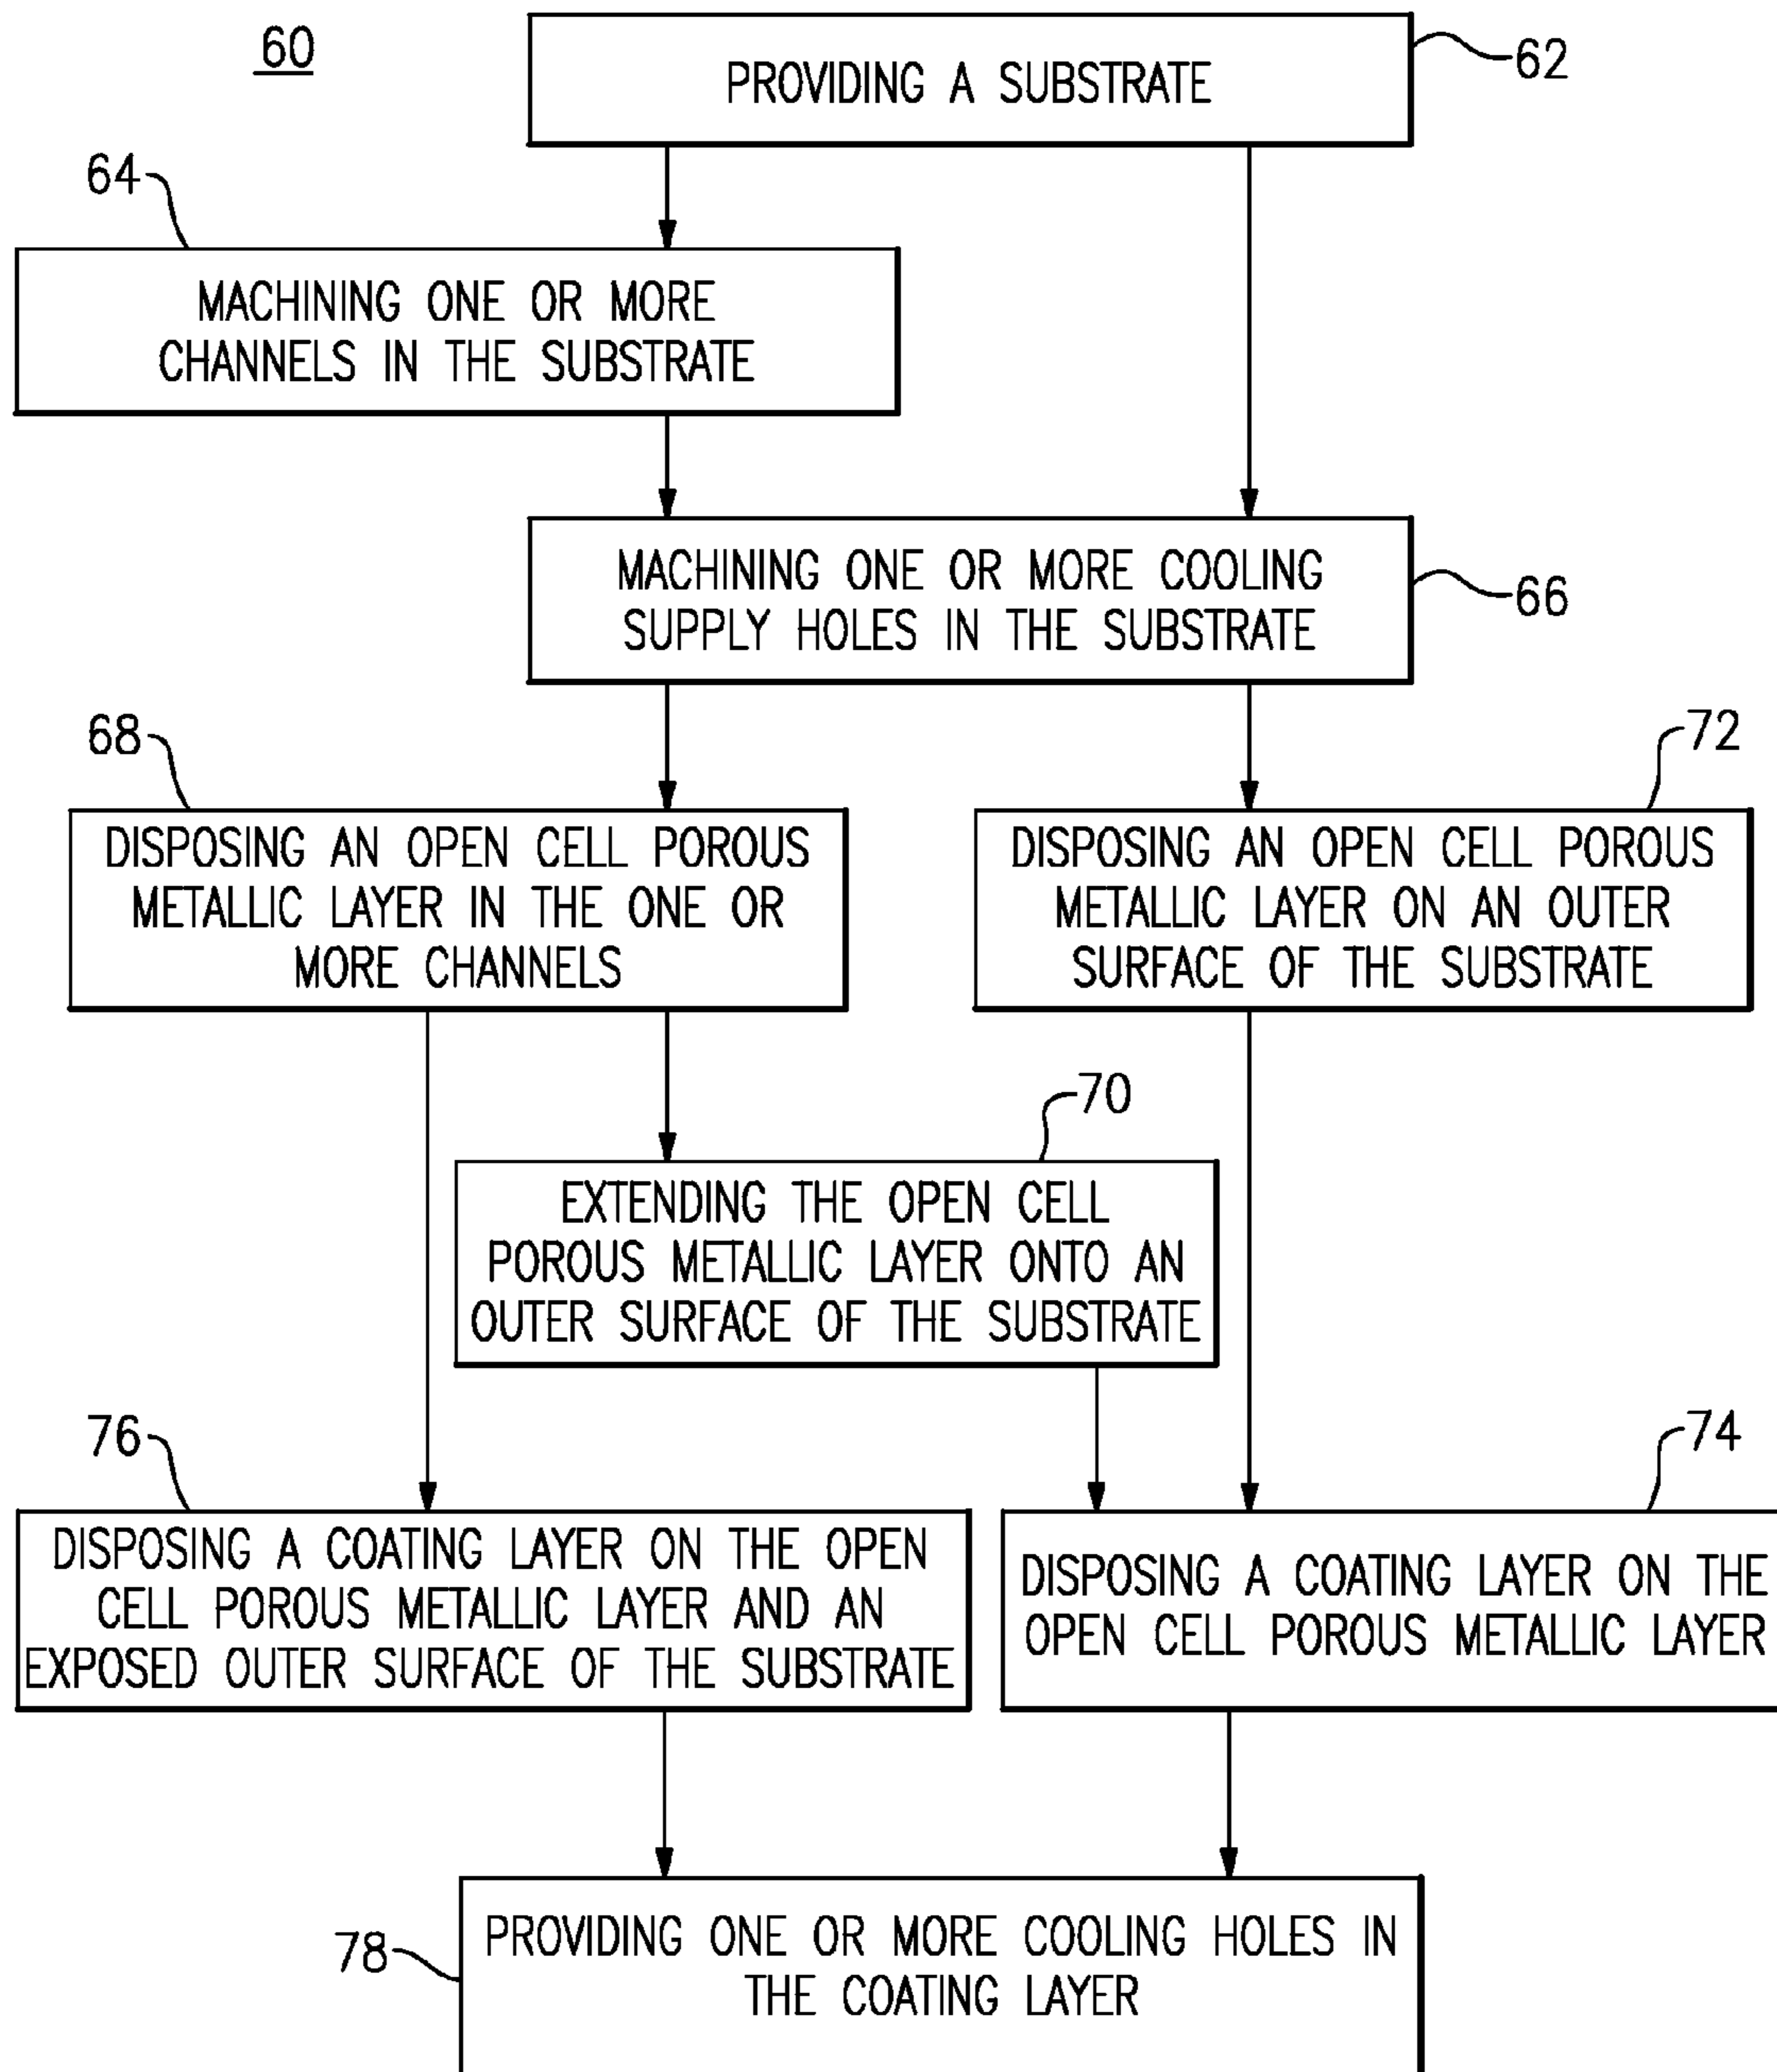 60
PROVIDING A SUBSTRATE
62
64
MACHINING ONE OR MORE
CHANNELS IN THE SUBSTRATE
MACHINING ONE OR MORE COOLING
SUPPLY HOLES IN THE SUBSTRATE
66
68
DISPOSING AN OPEN CELL POROUS
METALLIC LAYER IN THE ONE OR
MORE CHANNELS
72
DISPOSING AN OPEN CELL POROUS
METALLIC LAYER ON AN OUTER
SURFACE OF THE SUBSTRATE
70
EXTENDING THE OPEN CELL
POROUS METALLIC LAYER ONTO AN
OUTER SURFACE OF THE SUBSTRATE
76
DISPOSING A COATING LAYER ON THE OPEN
CELL POROUS METALLIC LAYER AND AN
EXPOSED OUTER SURFACE OF THE SUBSTRATE
74
DISPOSING A COATING LAYER ON THE
OPEN CELL POROUS METALLIC LAYER
78
PROVIDING ONE OR MORE COOLING HOLES IN
THE COATING LAYER